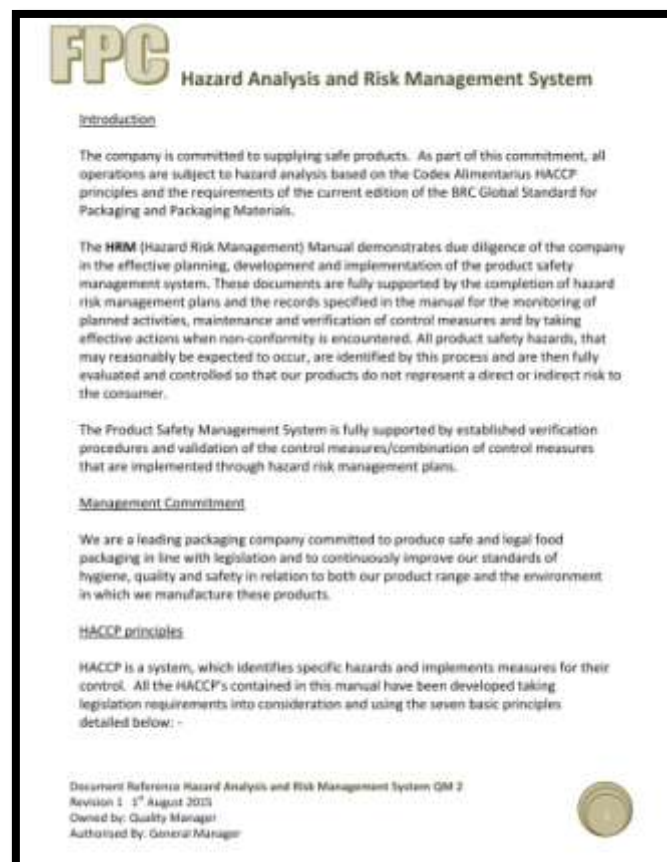 FPC Hazard Analysis and Risk Management System
Introduction
The company is committed to supplying safe products. As part of this commitment, all
operations are subject to hazard analysis based on the Codex Alimentarius HACCP
principles and the requirements of the current edition of the BRC Global Standard for
Packaging and Packaging Materials.
The HRM (Hazard Risk Management) Manual demonstrates due diligence of the company
in the effective planning, development and implementation of the product safety
management system. These documents are fully supported by the completion of hazard
risk management plans and the records specified in the manual for the monitoring of
planned activities, maintenance and verification of control measures and by taking
effective actions when non-conformity is encountered. All product safety hazards, that
may reasonably be expected to occur, are identified by this process and are then fully
evaluated and controlled so that our products do not represent a direct or indirect risk to
the consumer.
The Product Safety Management System is fully supported by established verification
procedures and validation of the control measures/combination of control measures
that are implemented through hazard risk management plans.
Management Commitment
We are a leading packaging company committed to produce safe and legal food
packaging in line with legislation and to continuously improve our standards of
hygiene, quality and safety in relation to both our product range and the environment
in which we manufacture these products.
HACCP principles
HACCP is a system, which identifies specific hazards and implements measures for their
control. All the HACCP's contained in this manual have been developed taking
legislation requirements into consideration and using the seven basic principles
detailed below: -
Document Reference Hazard Analysis and Risk Management System QM 2
Revision 1 1st August 2015
Owned by: Quality Manager
Authorised By: General Manager